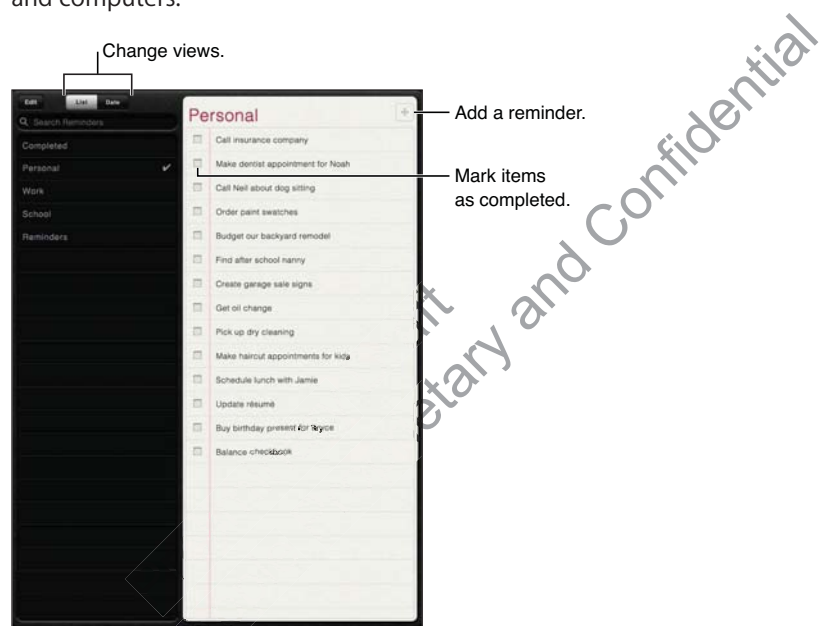 and computers.
Change views.
Edit List Date
Search Reminders
Completed
Personal
Work
School
Reminders
Personal
Call insurance company
Make dentist appointment for Noah
Call Neil about dog sitting
Order paint swatches
Budget our backyard remodel
Find after school nanny
Create garage sale signs
Get oil change
Pick up dry cleaning
Make haircut appointments for kids
Schedule lunch with Jamie
Update résumé
Buy birthday present for Bryce
Balance checkbook
Add a reminder.
Mark items
as completed.
and Confidential